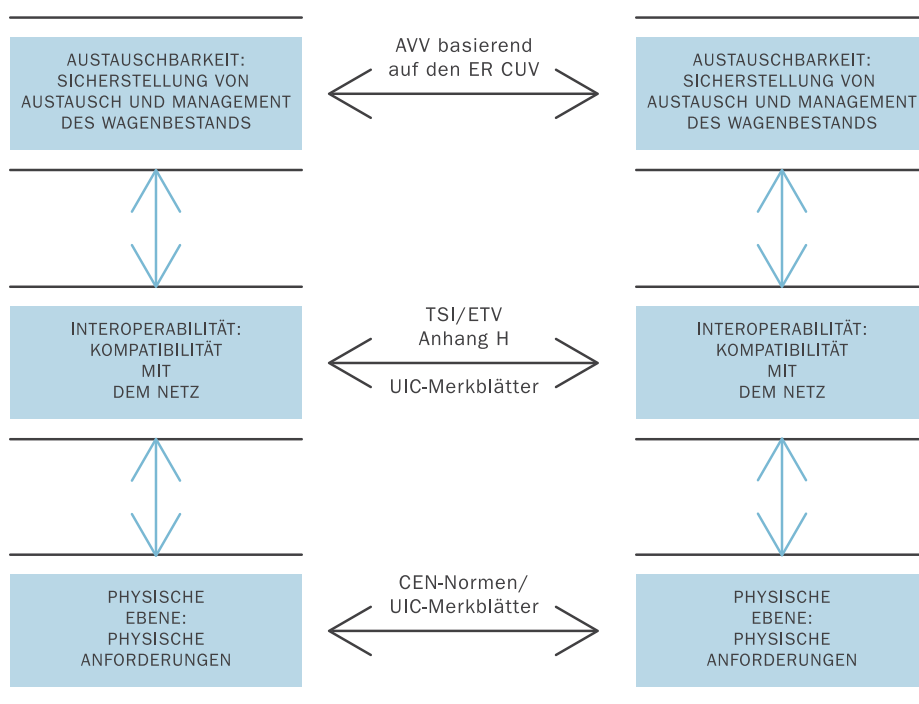 AUSTAUSCHBARKEIT:
SICHERSTELLUNG VON
AUSTAUSCH UND MANAGEMENT
DES WAGENBESTANDS
AVV basierend
auf den ER CUV
AUSTAUSCHBARKEIT:
SICHERSTELLUNG VON
AUSTAUSCH UND MANAGEMENT
DES WAGENBESTANDS
INTEROPERABILITÄT:
KOMPATIBILITÄT
MIT
DEM NETZ
TSI/ETV
Anhang H
UIC-Merkblätter
INTEROPERABILITÄT:
KOMPATIBILITÄT
MIT
DEM NETZ
PHYSISCHE
EBENE:
PHYSISCHE
ANFORDERUNGEN
CEN-Normen/
UIC-Merkblätter
PHYSISCHE
EBENE:
PHYSISCHE
ANFORDERUNGEN